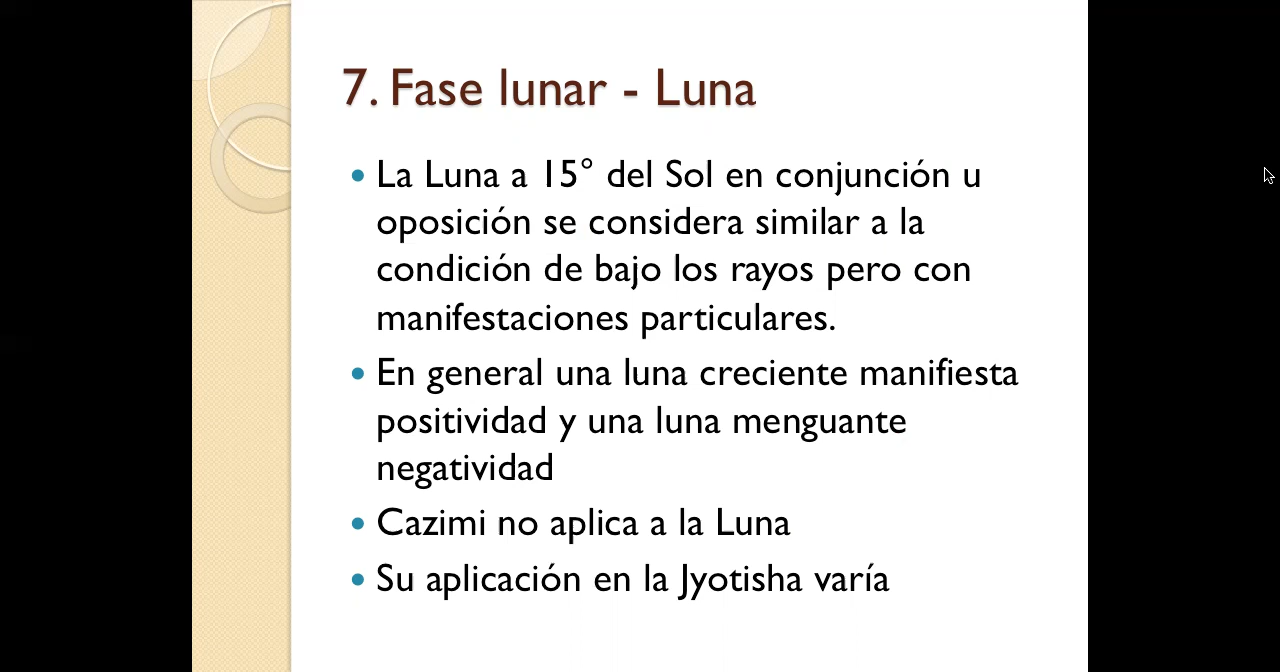 7. Fase lunar - Luna
• La Luna a 15° del Sol en conjunción u
oposición se considera similar a la
condición de bajo los rayos pero con
manifestaciones particulares.
• En general una luna creciente manifiesta
positividad y una luna menguante
negatividad
• Cazimi no aplica a la Luna
• Su aplicación en la Jyotisha varía